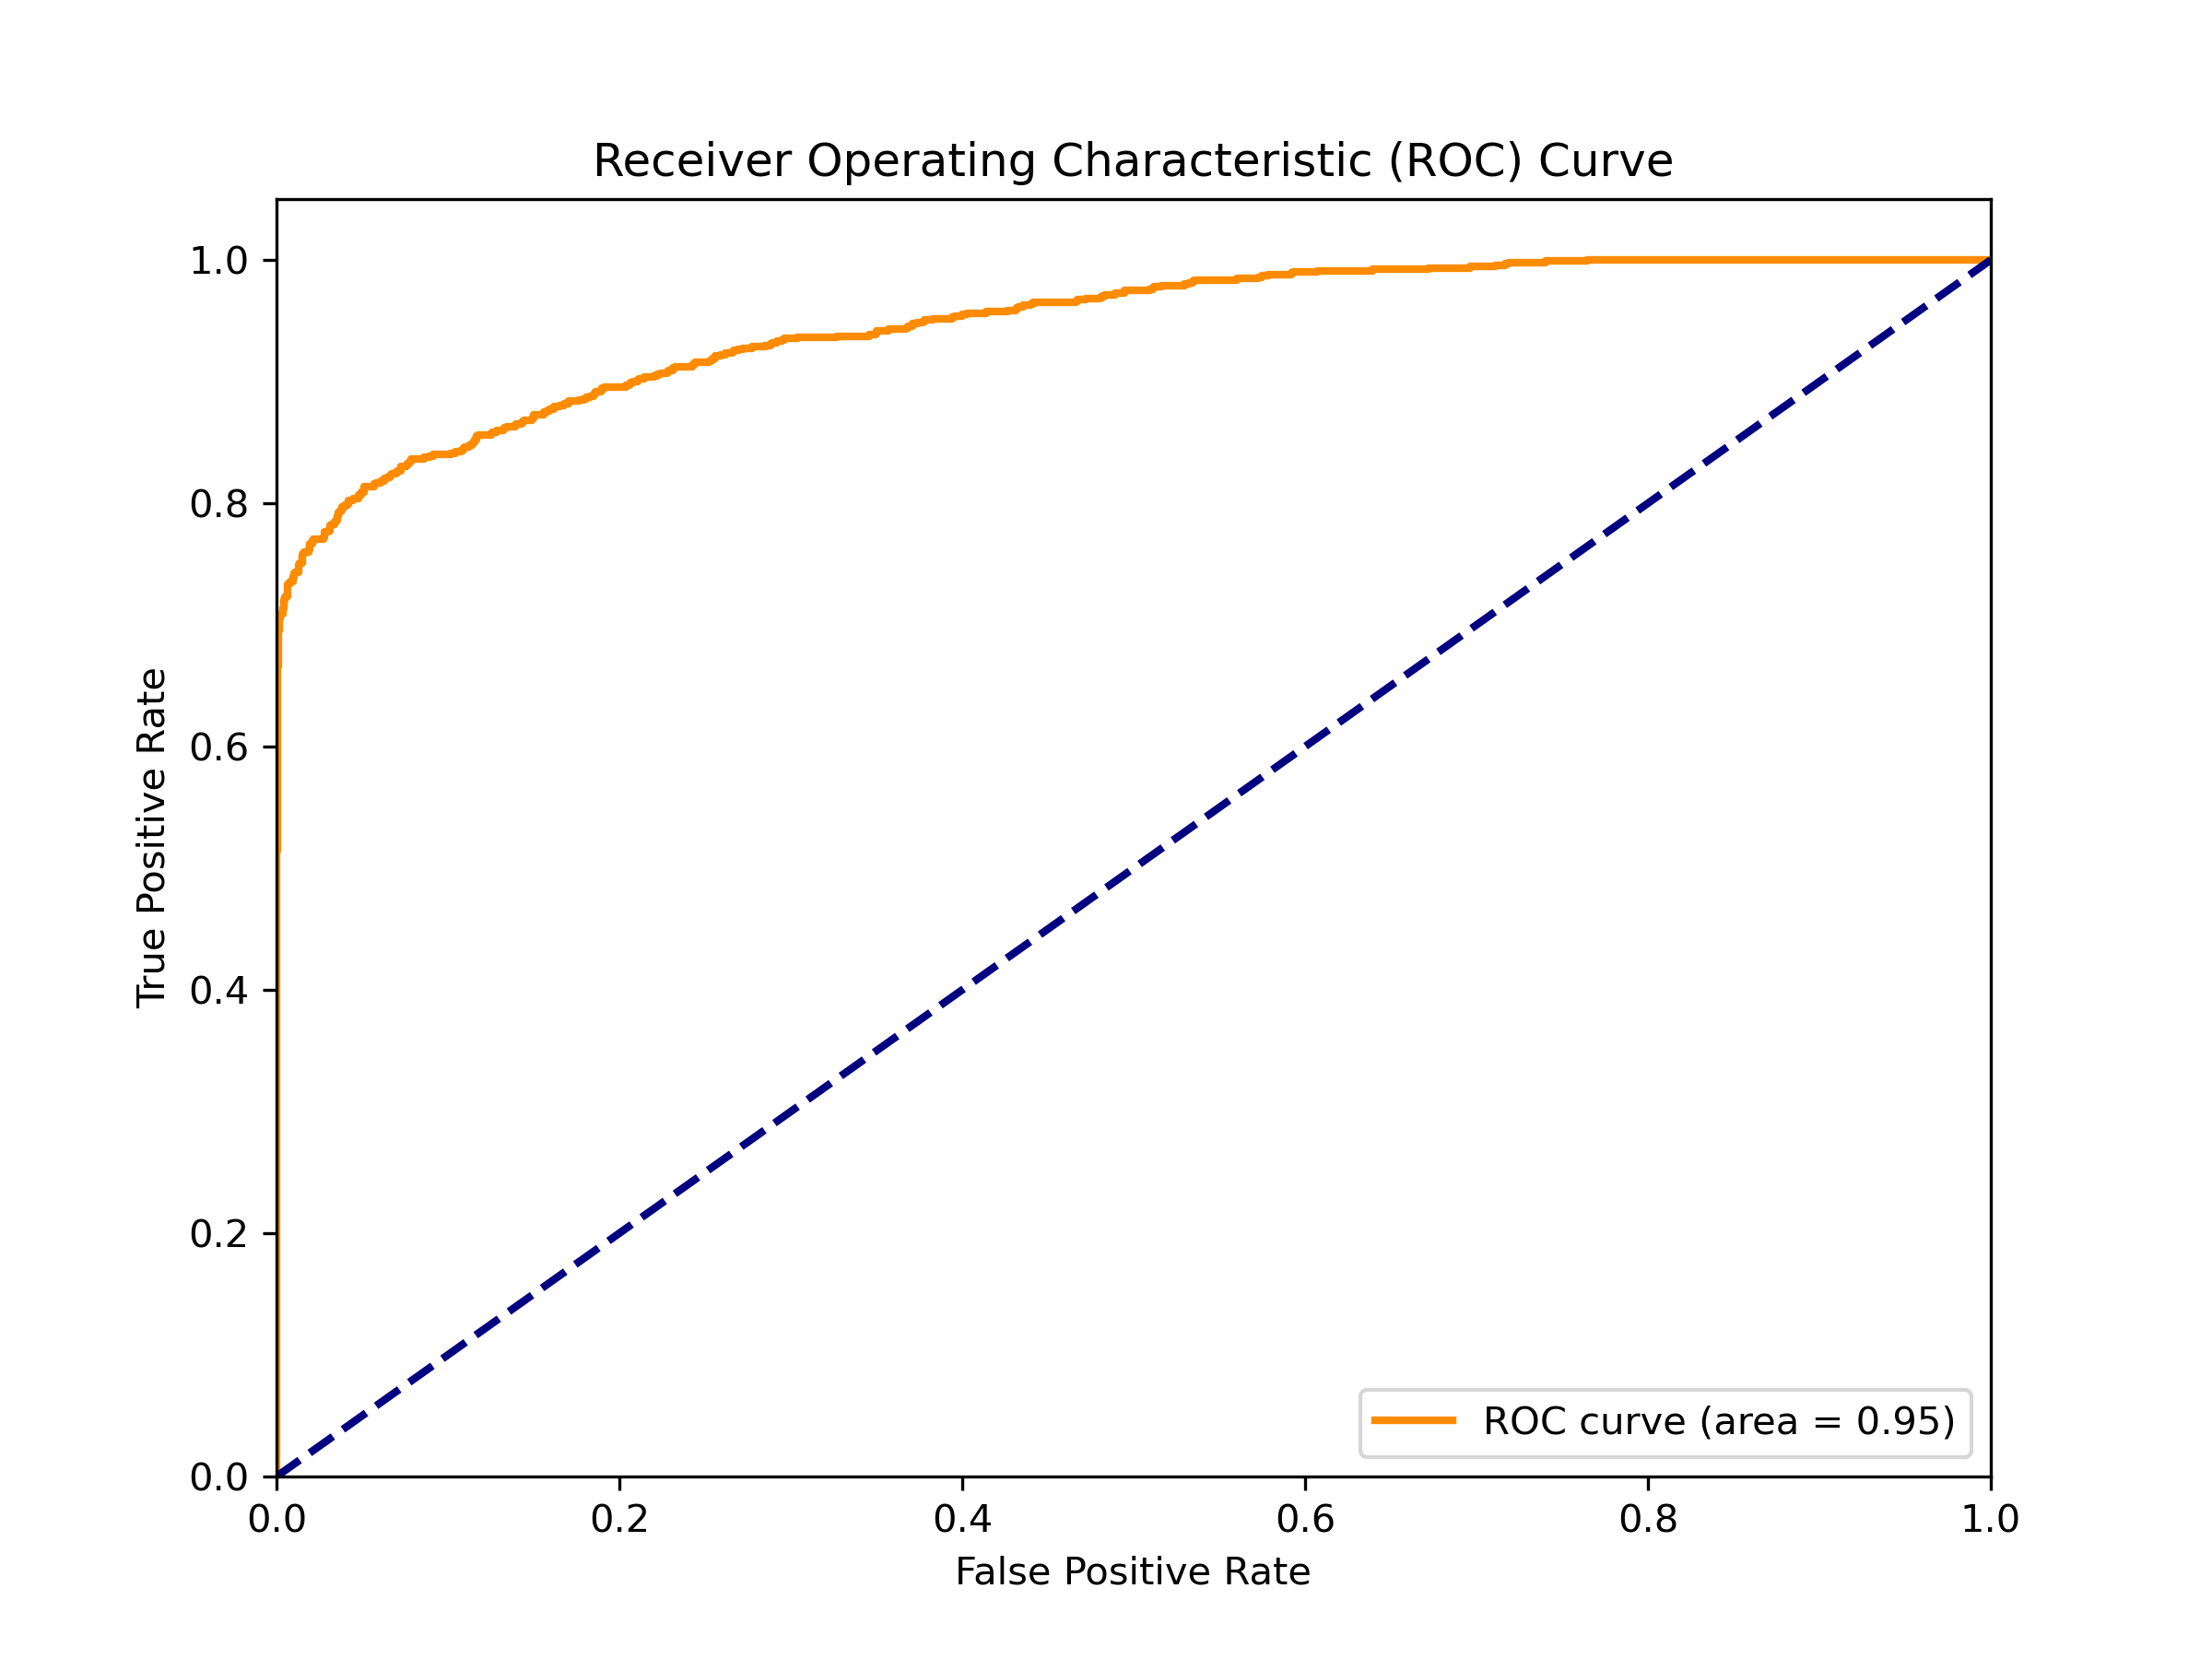 Receiver Operating Characteristic (ROC) Curve
1.0
0.8
0.6
0.4
0.2
0.0
True Positive Rate
ROC curve (area = 0.95)
0.0 0.2 0.4 0.6 0.8 1.0
False Positive Rate